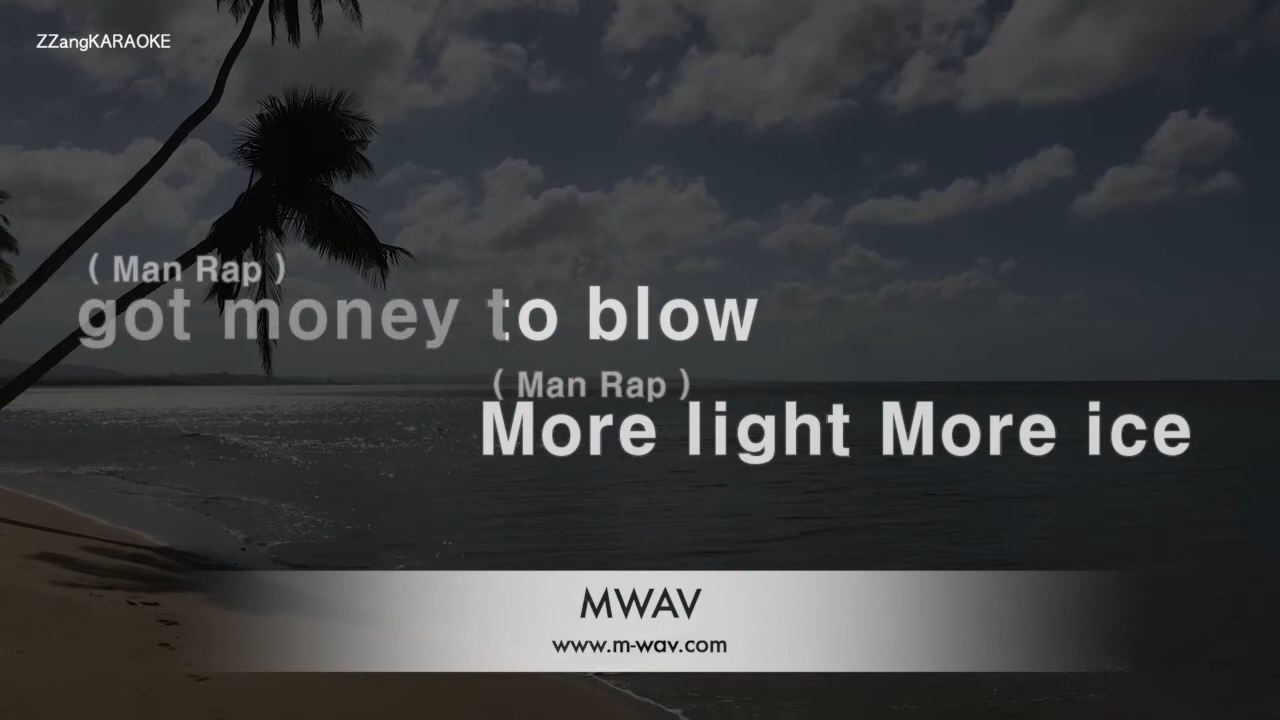 ZZangKARAOKE
( Man Rap )
got money to blow
( Man Rap )
More light More ice
MWAV
www.m-wav.com